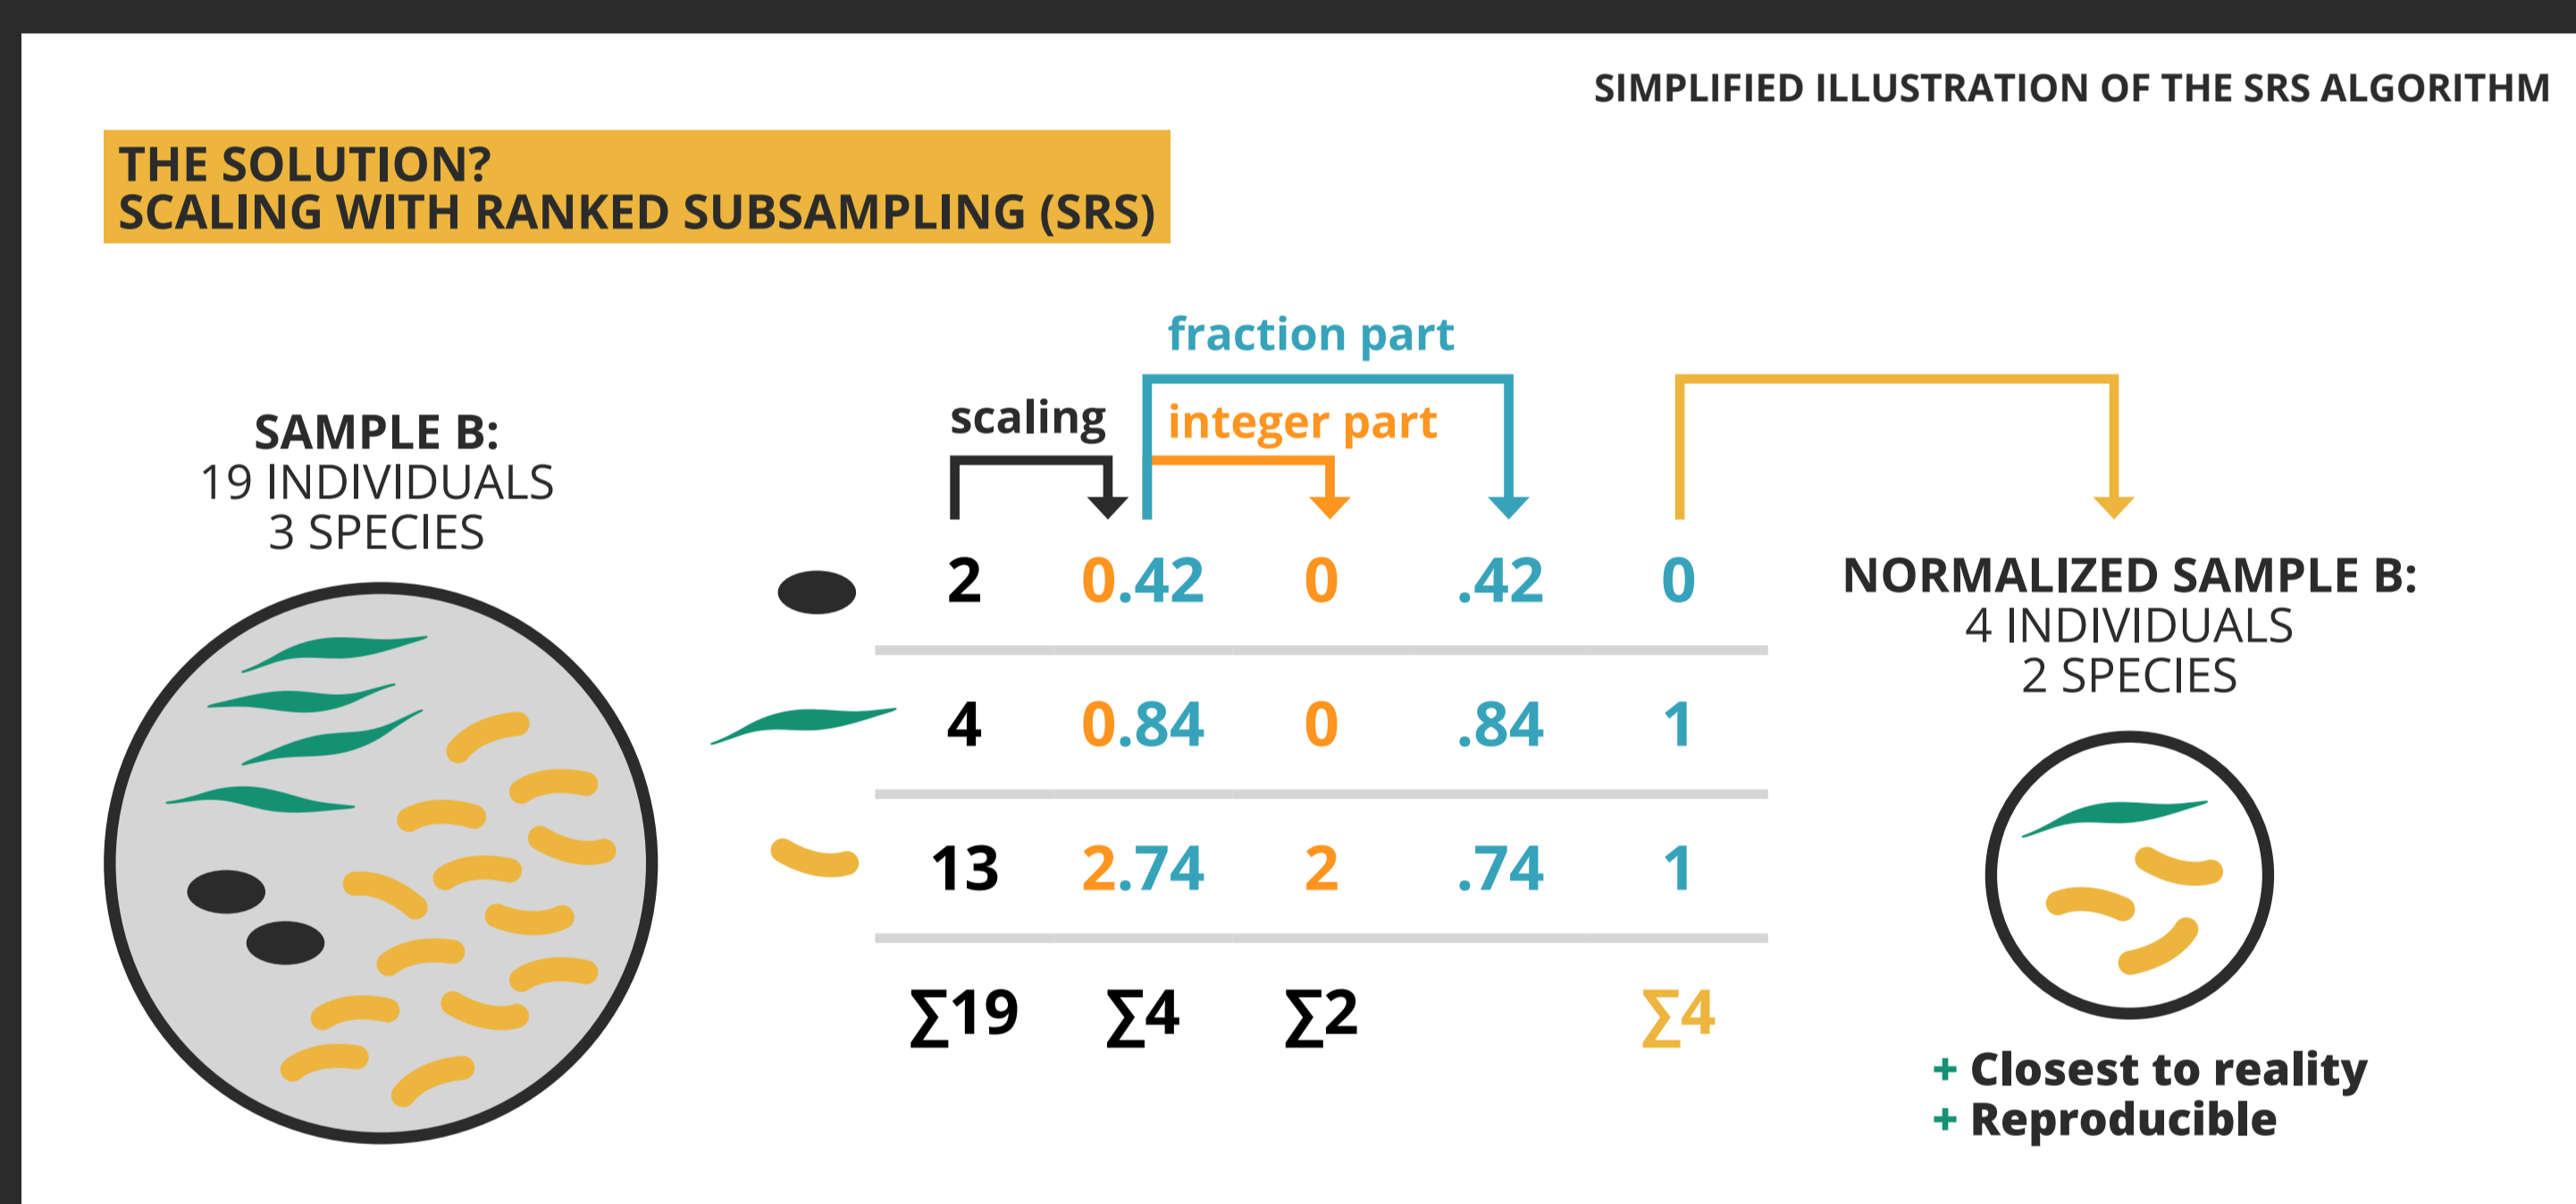 SIMPLIFIED ILLUSTRATION OF THE SRS ALGORITHM
THE SOLUTION?
SCALING WITH RANKED SUBSAMPLING (SRS)
fraction part
scaling
integer part
SAMPLE B:
19 INDIVIDUALS
3 SPECIES
2 0.42 0 .42 0
4 0.84 0 .84 1
13 2.74 2 .74 1
∑19 ∑4 ∑2 ∑4
NORMALIZED SAMPLE B:
4 INDIVIDUALS
2 SPECIES
+ Closest to reality
+ Reproducible